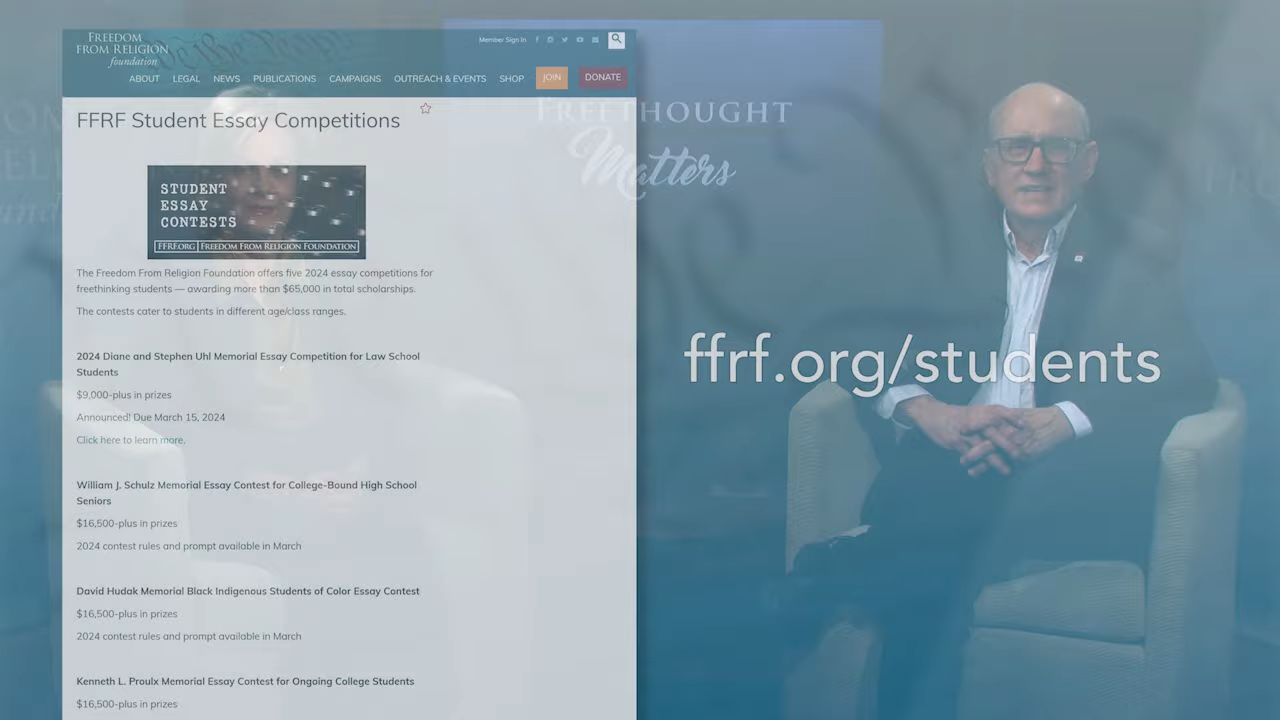 FREEDOM
FROM RELIGION
foundation
Member Sign In
ABOUT LEGAL NEWS PUBLICATIONS CAMPAIGNS OUTREACH & EVENTS SHOP JOIN DONATE
FFRF Student Essay Competitions
STUDENT
ESSAY
CONTESTS
FFRF.ORG FREEDOM FROM RELIGION FOUNDATION
The Freedom From Religion Foundation offers five 2024 essay competitions for
freethinking students — awarding more than $65,000 in total scholarships.
The contests cater to students in different age/class ranges.
2024 Diane and Stephen Uhl Memorial Essay Competition for Law School
Students
$9,000-plus in prizes
Announced! Due March 15, 2024
Click here to learn more.
William J. Schulz Memorial Essay Contest for College-Bound High School
Seniors
$16,500-plus in prizes
2024 contest rules and prompt available in March
David Hudak Memorial Black Indigenous Students of Color Essay Contest
$16,500-plus in prizes
2024 contest rules and prompt available in March
Kenneth L. Proulx Memorial Essay Contest for Ongoing College Students
$16,500-plus in prizes
FREETHOUGHT
Matters
ffrf.org/students